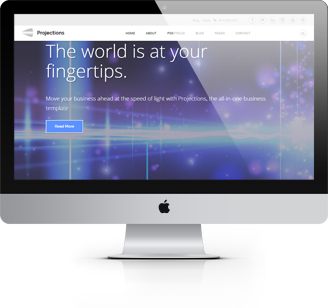 Projections
HOME ABOUT PORTFOLIO BLOG PAGES CONTACT
The world is at your
fingertips.
Move your business ahead at the speed of light with Projections, the all in one business
template
Read More